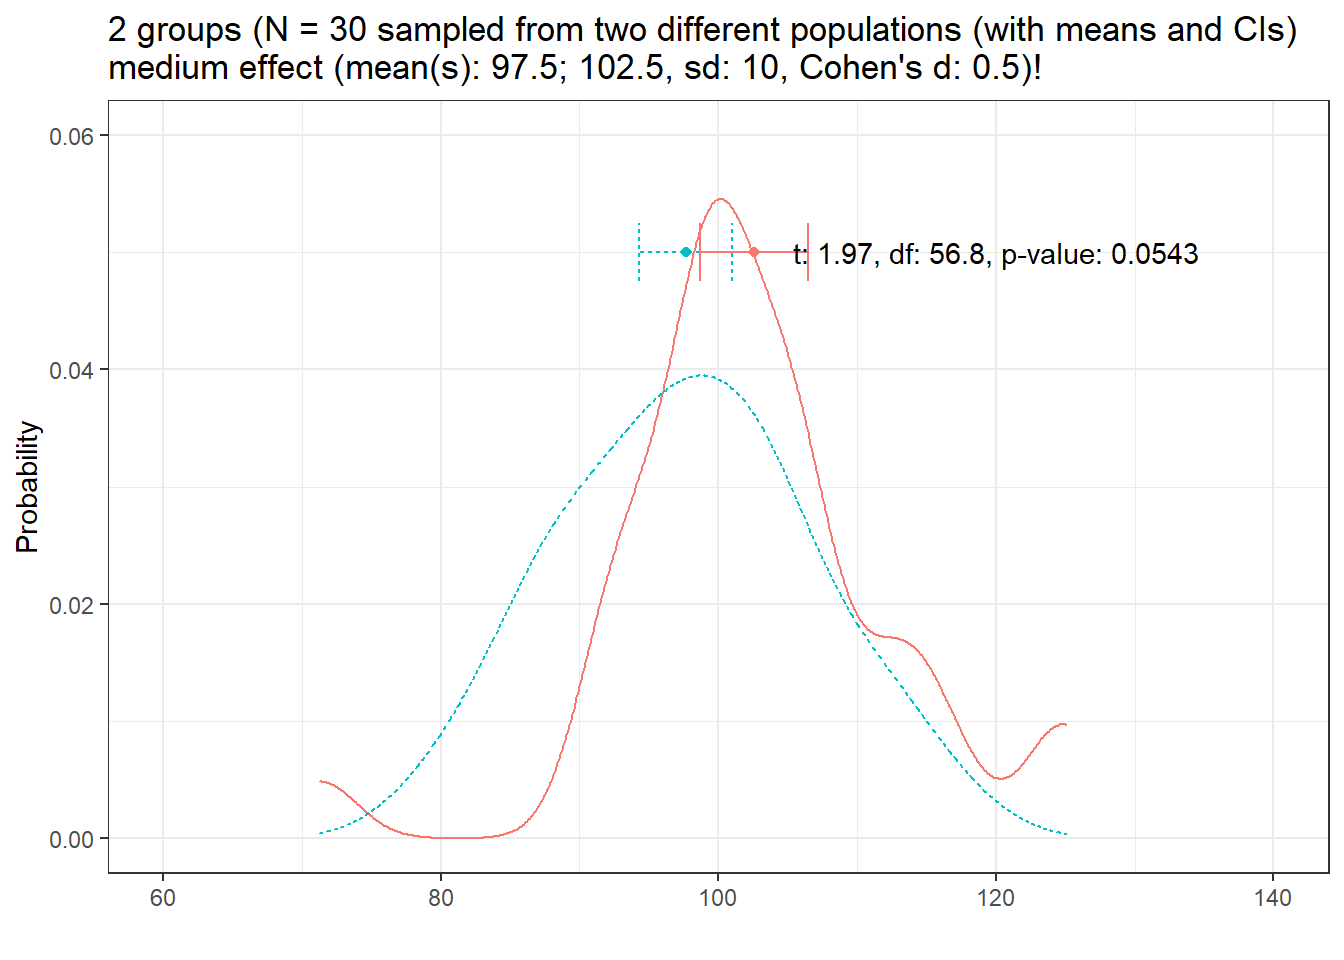 2 groups (N = 30 sampled from two different populations (with means and CIs)
medium effect (mean(s): 97.5; 102.5, sd: 10, Cohen's d: 0.5)!
0.06
t: 1.97, df: 56.8, p-value: 0.0543
0.04
Probability
0.02
0.00
60 80 100 120 140